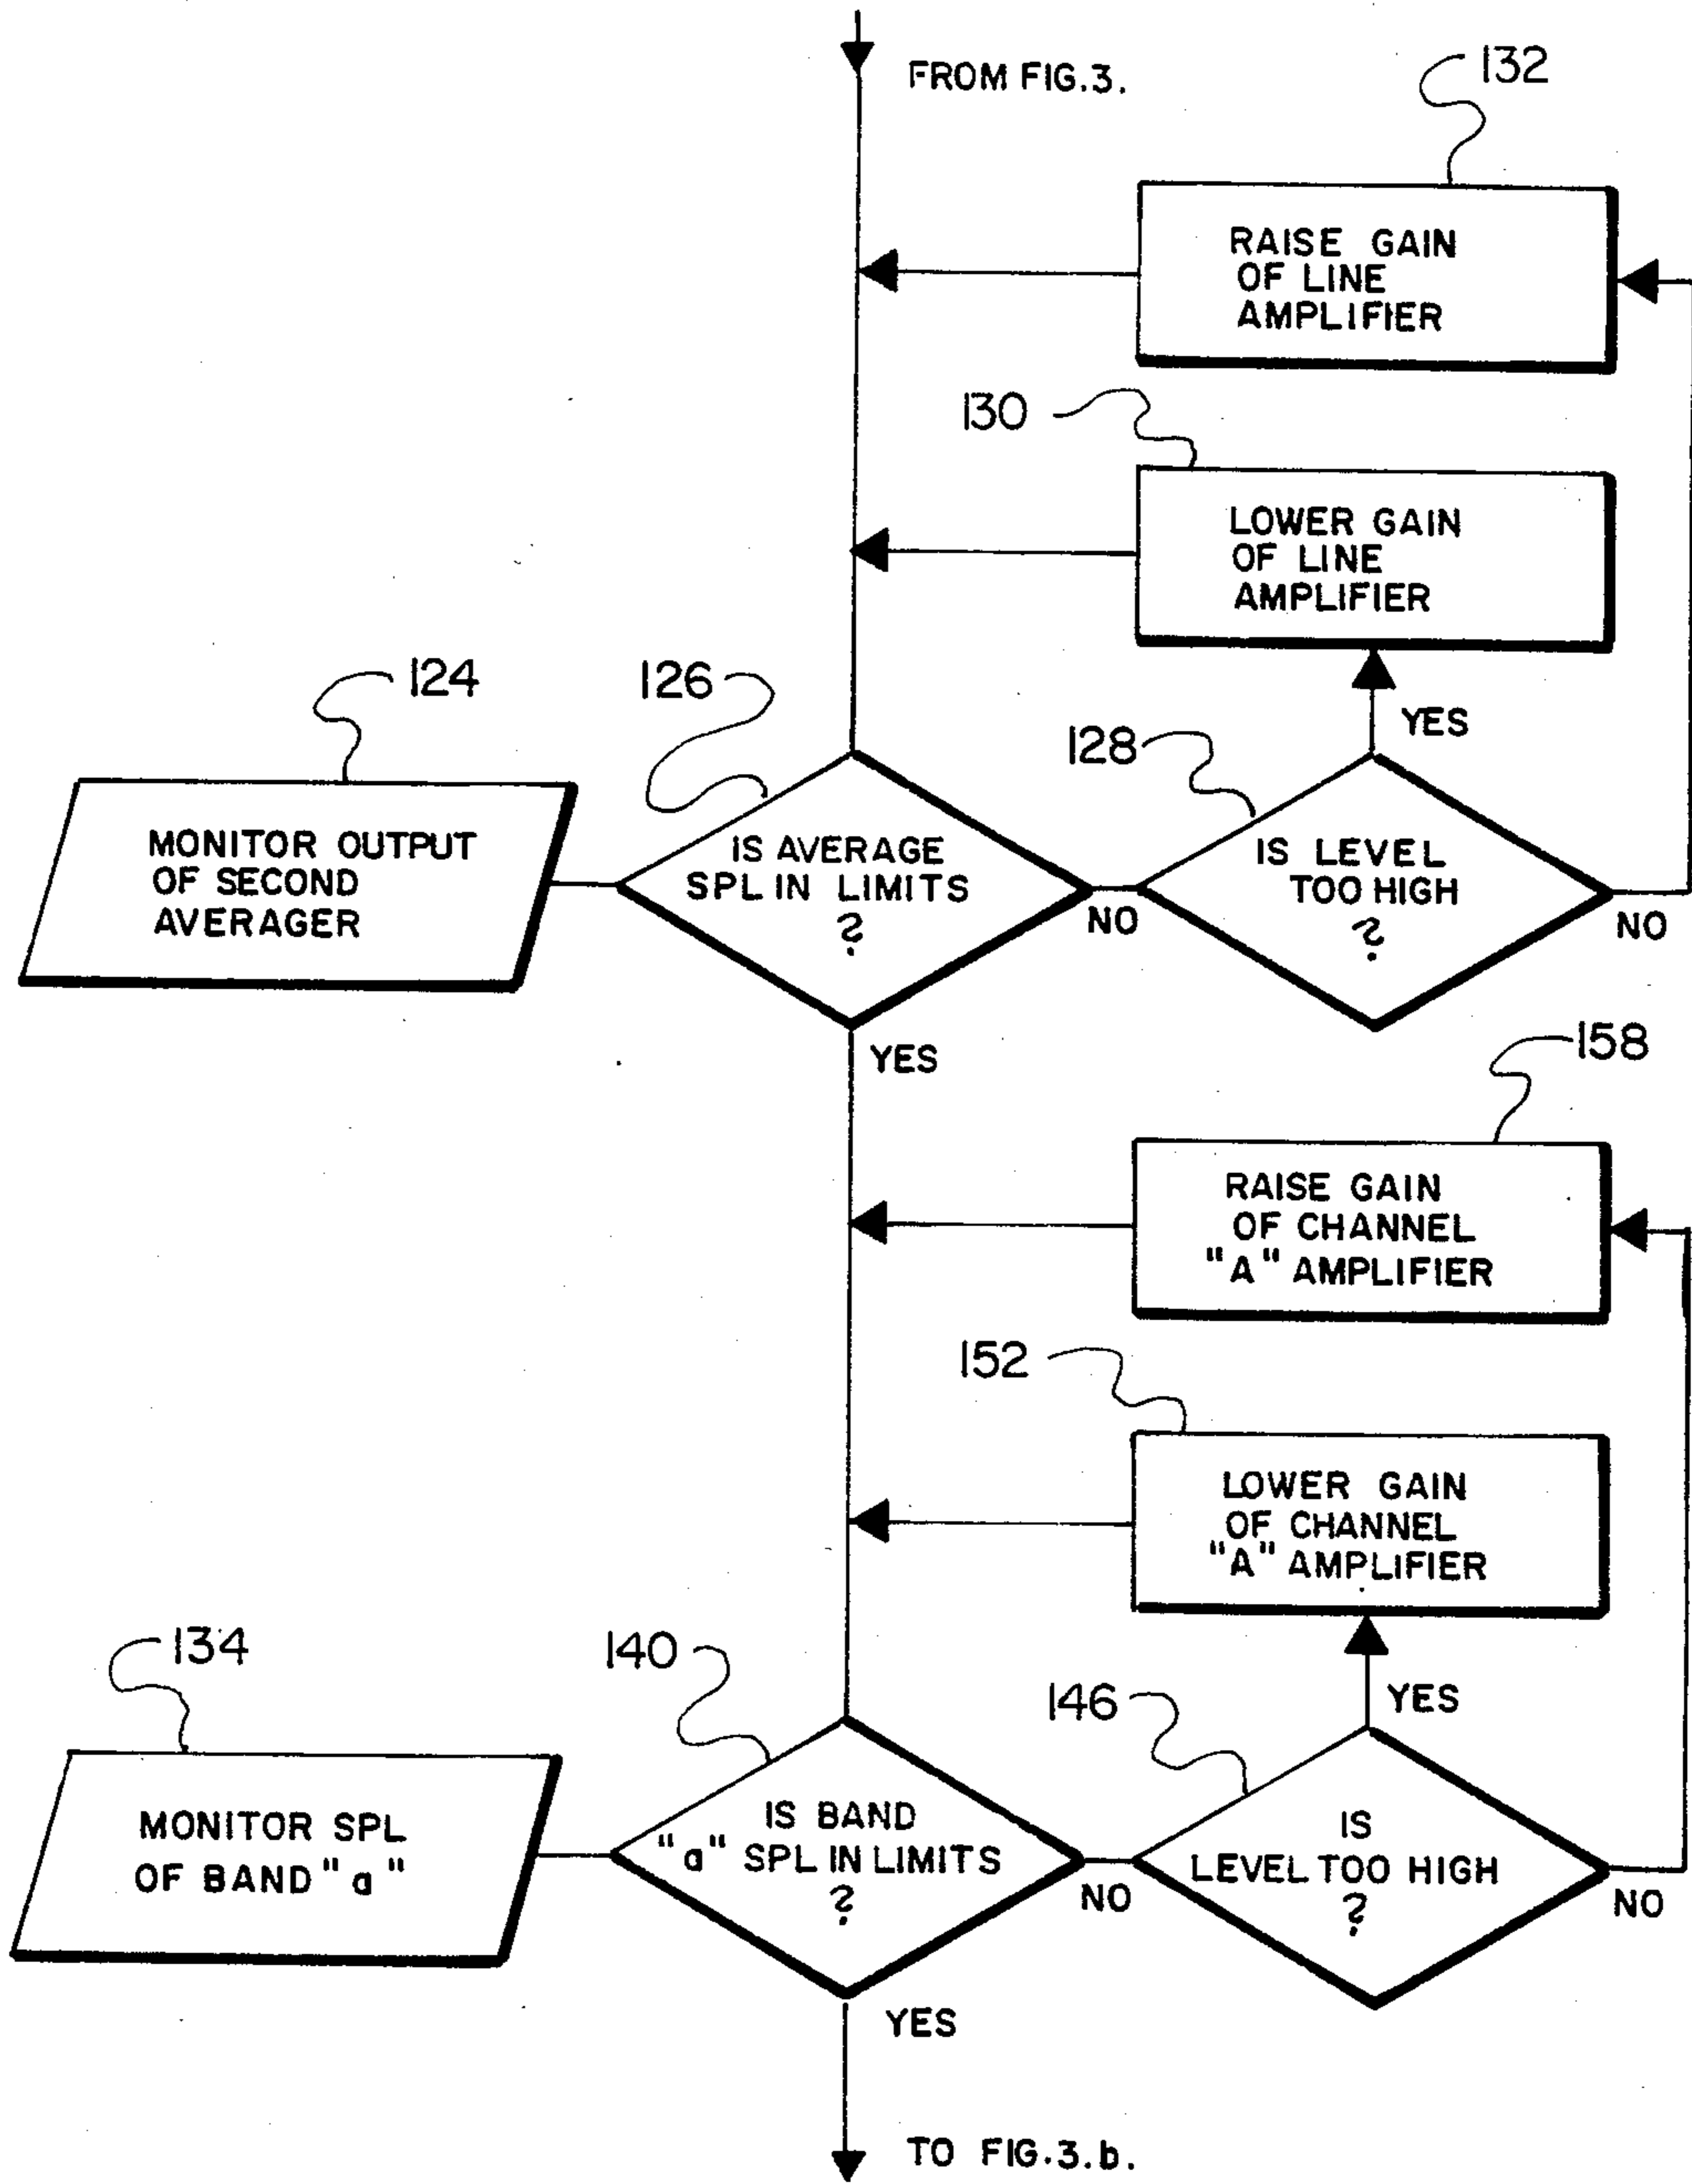 FROM FIG.3.
132
RAISE GAIN
OF LINE
AMPLIFIER
130
LOWER GAIN
OF LINE
AMPLIFIER
124
126
128
YES
MONITOR OUTPUT
OF SECOND
AVERAGER
IS AVERAGE
SPL IN LIMITS
?
NO
IS LEVEL
TOO HIGH
?
NO
YES
158
RAISE GAIN
OF CHANNEL
"A" AMPLIFIER
152
LOWER GAIN
OF CHANNEL
"A" AMPLIFIER
134
140
146
YES
MONITOR SPL
OF BAND "a"
IS BAND
"a" SPL IN LIMITS
?
NO
IS
LEVEL TOO HIGH
?
NO
YES
TO FIG.3.b.